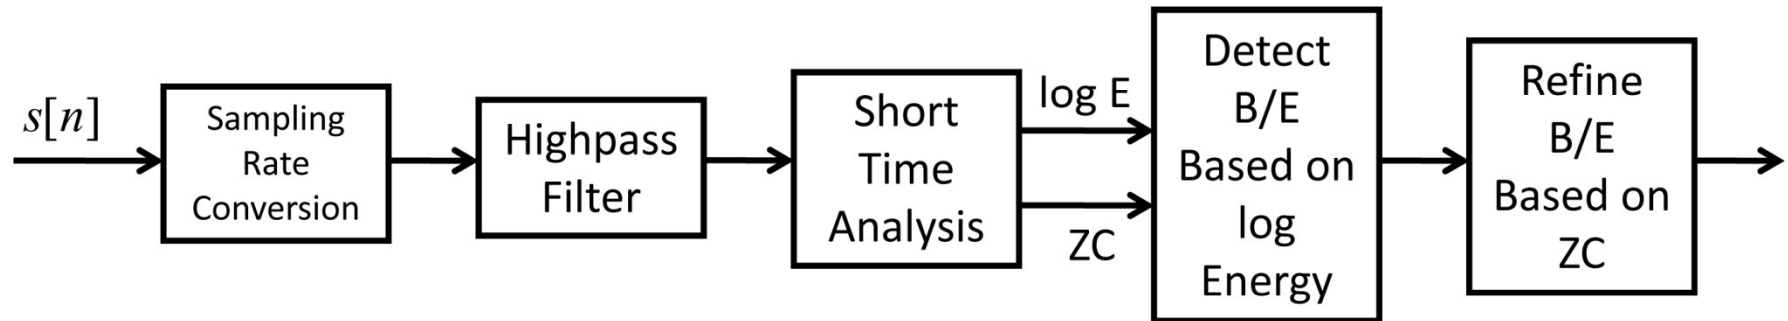 s[n]
Sampling
Rate
Conversion
Highpass
Filter
Short
Time
Analysis
log E
ZC
Detect
B/E
Based on
log
Energy
Refine
B/E
Based on
ZC